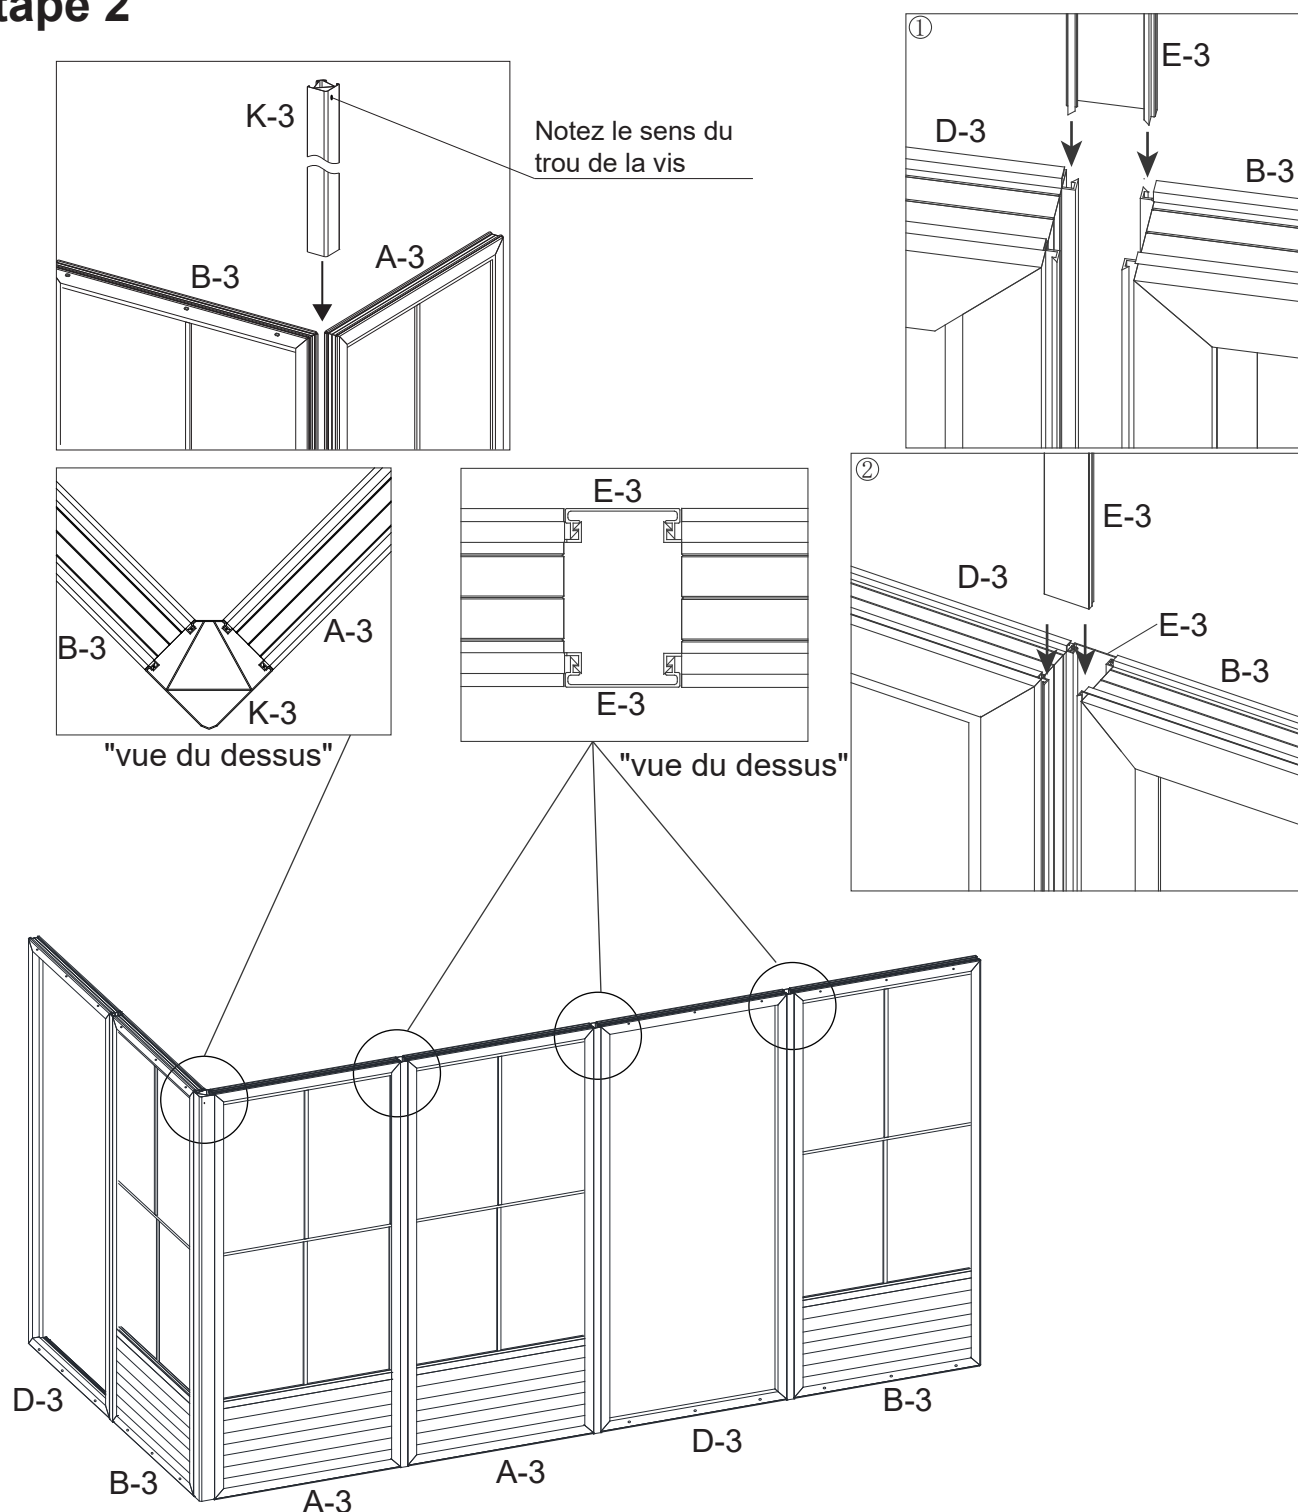 tape 2
K-3
Notez le sens du
trou de la vis
B-3
A-3
①
E-3
D-3
B-3
B-3
A-3
K-3
"vue du dessus"
E-3
E-3
"vue du dessus"
②
E-3
D-3
E-3
B-3
D-3
B-3
A-3
A-3
D-3
B-3